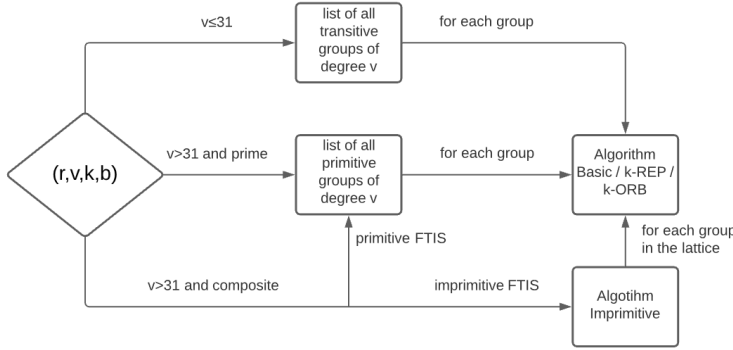 v≤31
list of all
transitive
groups of
degree v
for each group
(r,v,k,b)
v>31 and prime
list of all
primitive
groups of
degree v
for each group
Algorithm
Basic / k-REP /
k-ORB
primitive FTIS
for each group
in the lattice
v>31 and composite
imprimitive FTIS
Algotihm
Imprimitive